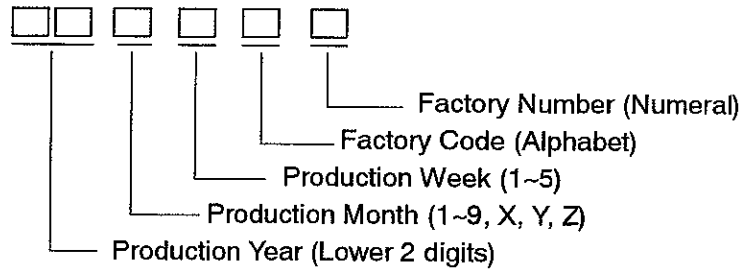 Factory Number (Numeral)
Factory Code (Alphabet)
Production Week (1~5)
Production Month (1~9, X, Y, Z)
Production Year (Lower 2 digits)